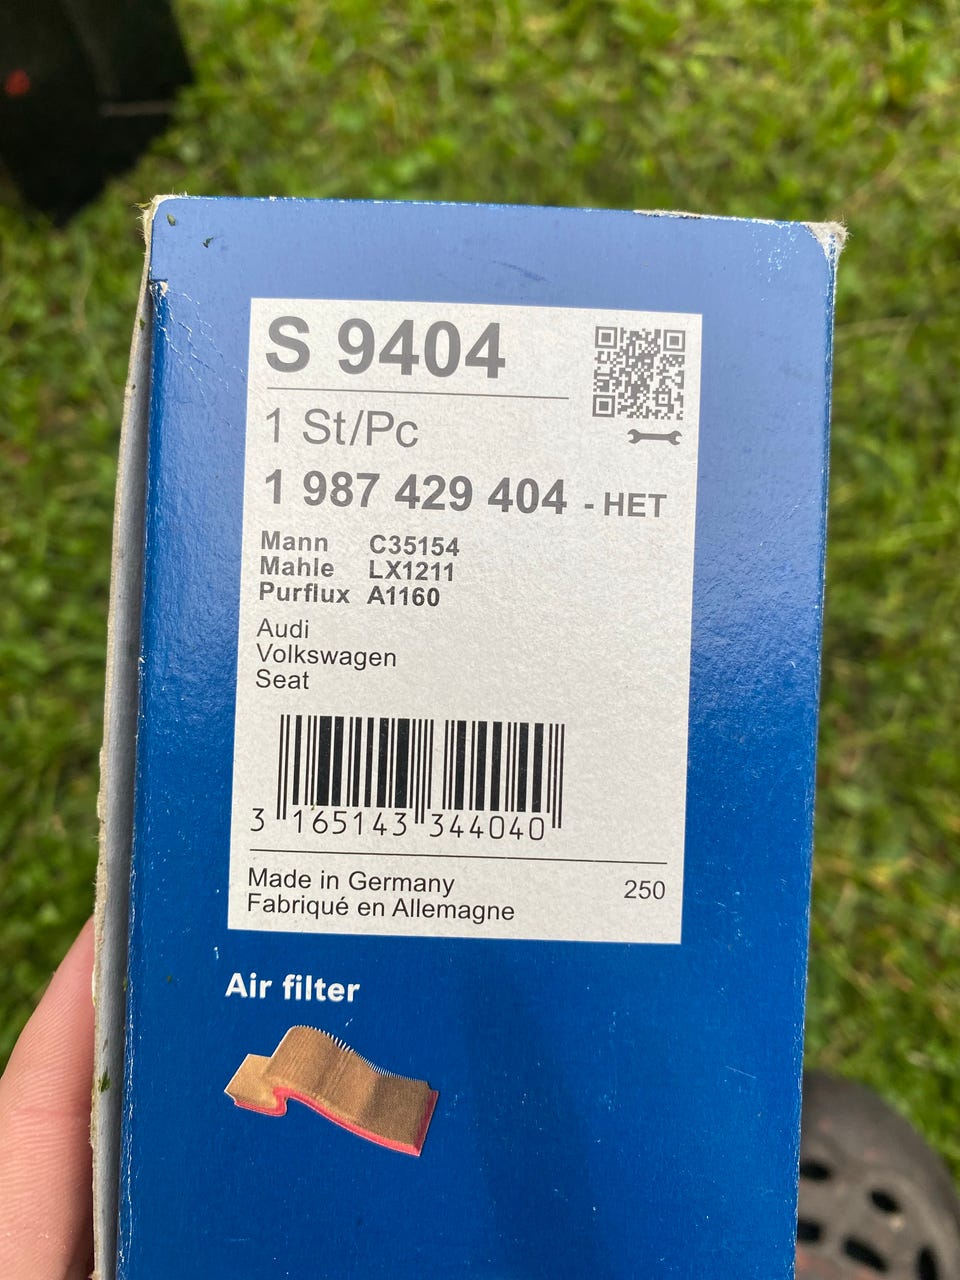 S 9404
1 St/Pc
1 987 429 404 - HET
Mann C35154
Mahle LX1211
Purflux A1160
Audi
Volkswagen
Seat
3 165143 344040
Made in Germany 250
Fabriqué en Allemagne
Air filter